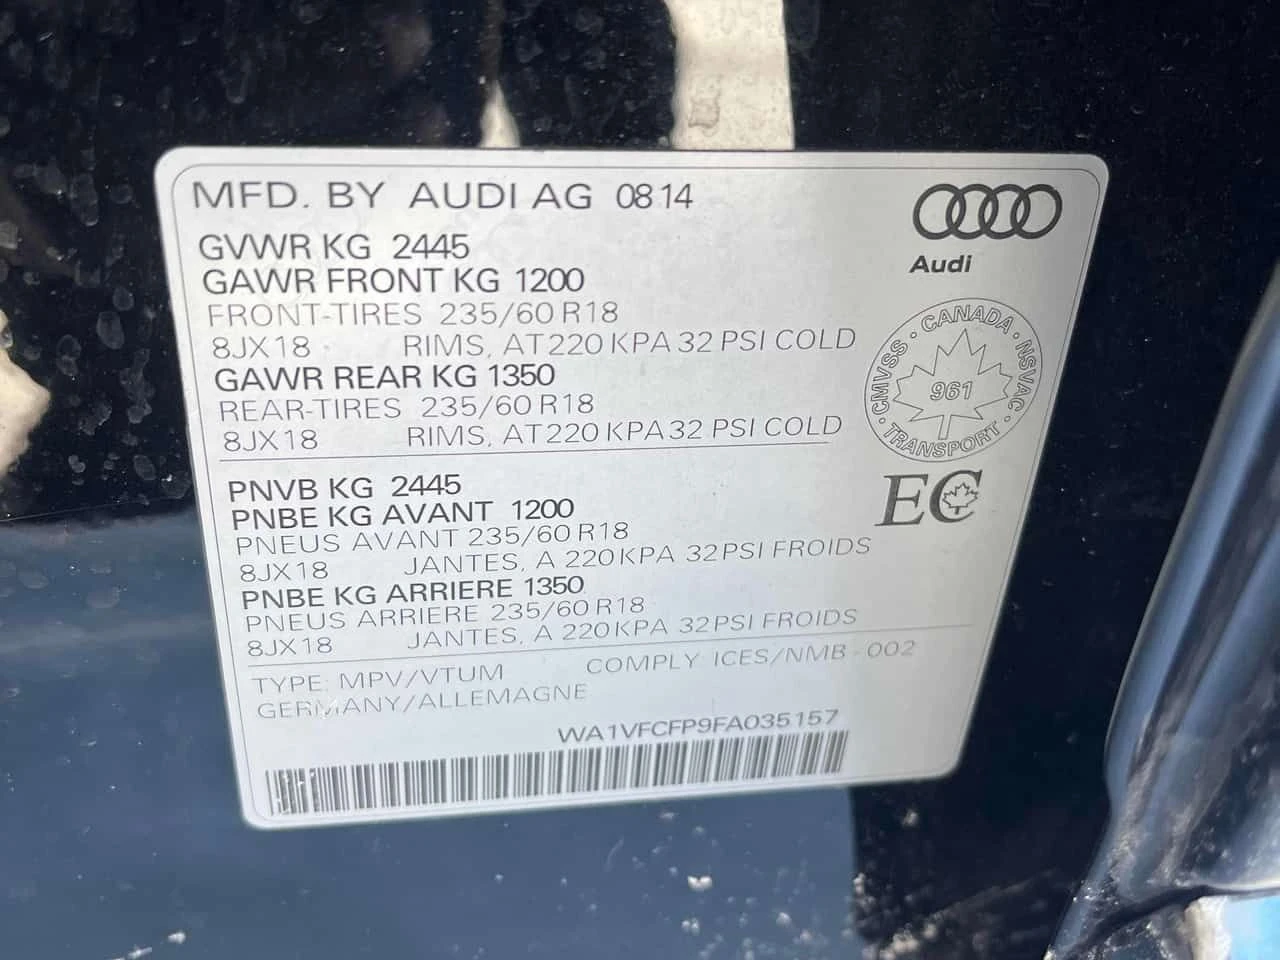 MFD. BY AUDI AG 0814
GVWR KG 2445
GAWR FRONT KG 1200
FRONT-TIRES 235/60 R18
8JX18 RIMS, AT 220 KPA 32 PSI COLD
GAWR REAR KG 1350
REAR-TIRES 235/60 R18
8JX18 RIMS, AT 220 KPA 32 PSI COLD
Audi
CANADA · NSVAC · TRANSPORT · CMVSS ·
961
EC
PNVB KG 2445
PNBE KG AVANT 1200
PNEUS AVANT 235/60 R18
8JX18 JANTES, A 220 KPA 32 PSI FROIDS
PNBE KG ARRIERE 1350
PNEUS ARRIERE 235/60 R18
8JX18 JANTES, A 220 KPA 32 PSI FROIDS
TYPE: MPV/VTUM COMPLY ICES/NMB-002
GERMANY/ALLEMAGNE
WA1VFCFP9FA035157